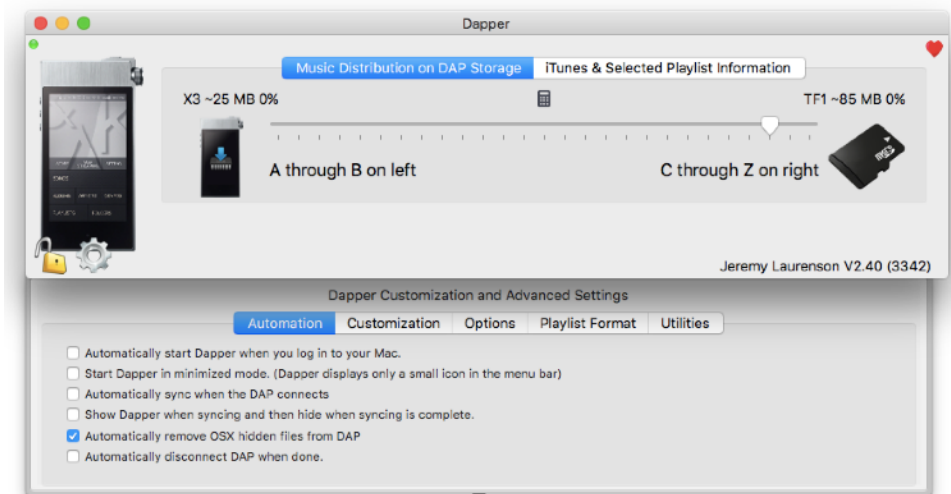 Dapper
Music Distribution on DAP Storage iTunes & Selected Playlist Information
X3 ~25 MB 0% TF1 ~85 MB 0%
A through B on left C through Z on right
Jeremy Laurenson V2.40 (3342)
Dapper Customization and Advanced Settings
Automation Customization Options Playlist Format Utilities
Automatically start Dapper when you log in to your Mac.
Start Dapper in minimized mode. (Dapper displays only a small icon in the menu bar)
Automatically sync when the DAP connects
Show Dapper when syncing and then hide when syncing is complete.
Automatically remove OSX hidden files from DAP
Automatically disconnect DAP when done.